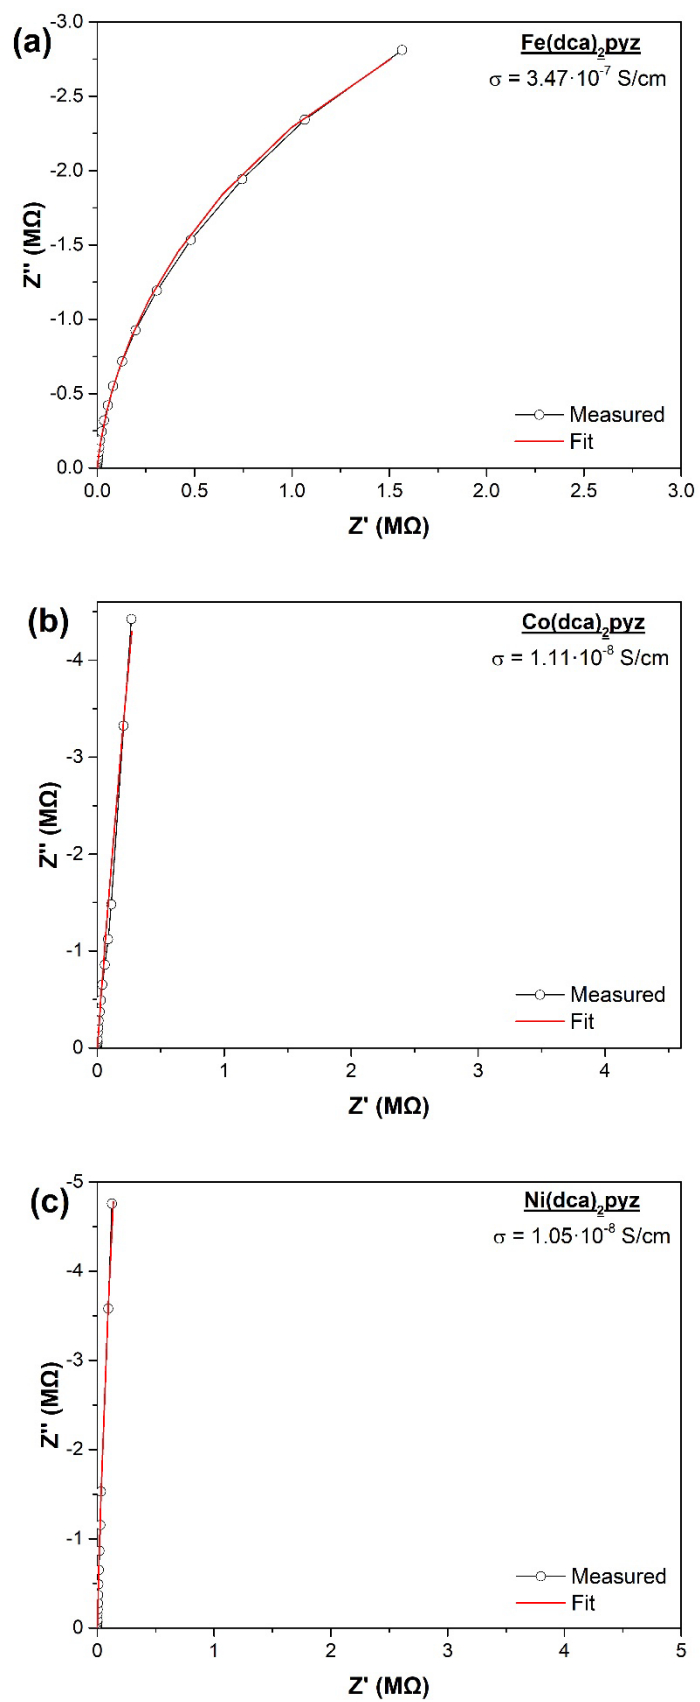 (a)
Fe(dca)₂pyz
σ = 3.47·10⁻⁷ S/cm
-3.0
-2.5
-2.0
-1.5
-1.0
-0.5
0.0
Z'' (MΩ)
Measured
Fit
0.0 0.5 1.0 1.5 2.0 2.5 3.0
Z' (MΩ)
(b)
Co(dca)₂pyz
σ = 1.11·10⁻⁸ S/cm
-4
-3
-2
-1
0
Z'' (MΩ)
Measured
Fit
0 1 2 3 4
Z' (MΩ)
(c)
Ni(dca)₂pyz
σ = 1.05·10⁻⁸ S/cm
-5
-4
-3
-2
-1
0
Z'' (MΩ)
Measured
Fit
0 1 2 3 4 5
Z' (MΩ)